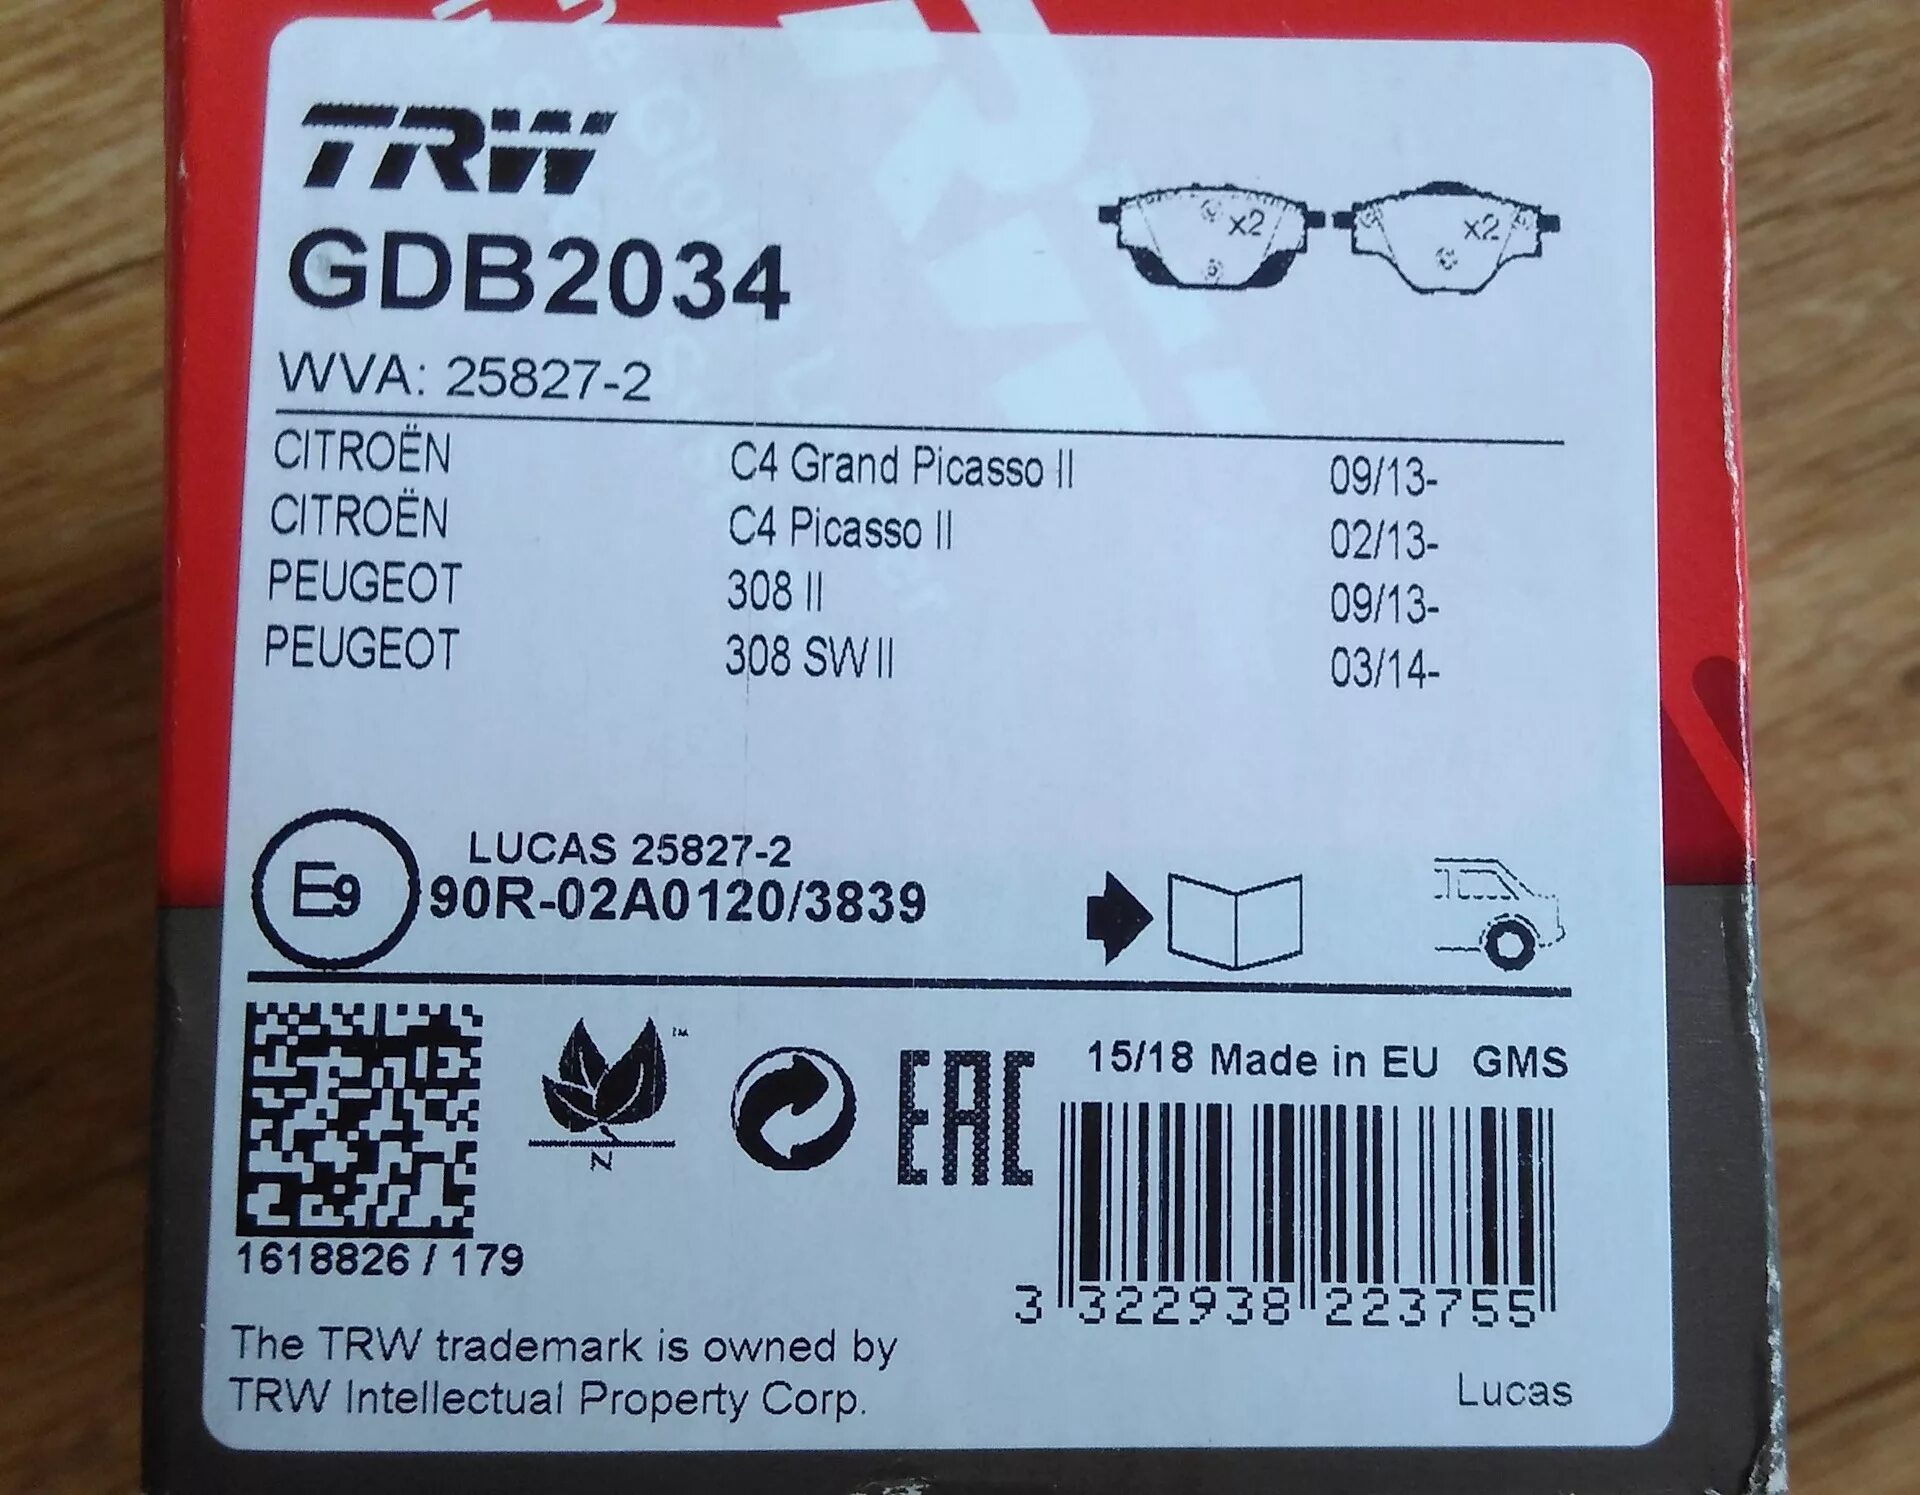 TRW
GDB2034
x2 x2
WVA: 25827-2
CITROËN C4 Grand Picasso II 09/13-
CITROËN C4 Picasso II 02/13-
PEUGEOT 308 II 09/13-
PEUGEOT 308 SW II 03/14-
E9
LUCAS 25827-2
90R-02A0120/3839
™
N
EAC
15/18 Made in EU GMS
1618826 / 179
3 322938 223755
The TRW trademark is owned by
TRW Intellectual Property Corp.
Lucas